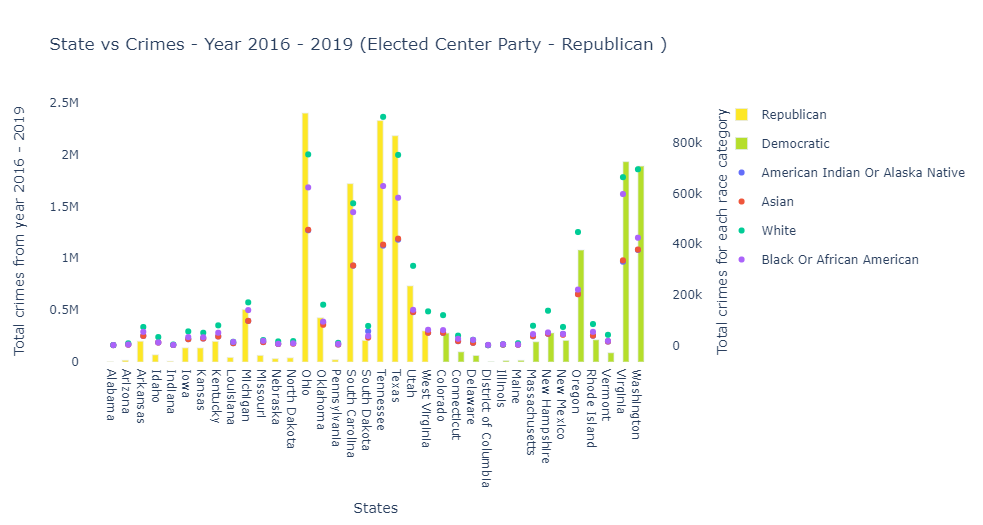 State vs Crimes - Year 2016 - 2019 (Elected Center Party - Republican )
Total crimes from year 2016 - 2019
2.5M
2M
1.5M
1M
0.5M
0
Total crimes for each race category
800k
600k
400k
200k
0
Republican
Democratic
American Indian Or Alaska Native
Asian
White
Black Or African American
Alabama
Arizona
Arkansas
Idaho
Indiana
Iowa
Kansas
Kentucky
Louisiana
Michigan
Missouri
Nebraska
North Dakota
Ohio
Oklahoma
Pennsylvania
South Carolina
South Dakota
Tennessee
Texas
Utah
West Virginia
Colorado
Connecticut
Delaware
District of Columbia
Illinois
Maine
Massachusetts
New Hampshire
New Mexico
Oregon
Rhode Island
Vermont
Virginia
Washington
States